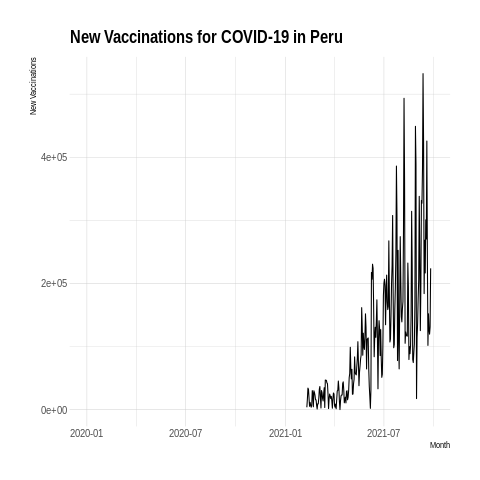 New Vaccinations for COVID-19 in Peru
New Vaccinations
4e+05
2e+05
0e+00
2020-01 2020-07 2021-01 2021-07
Month